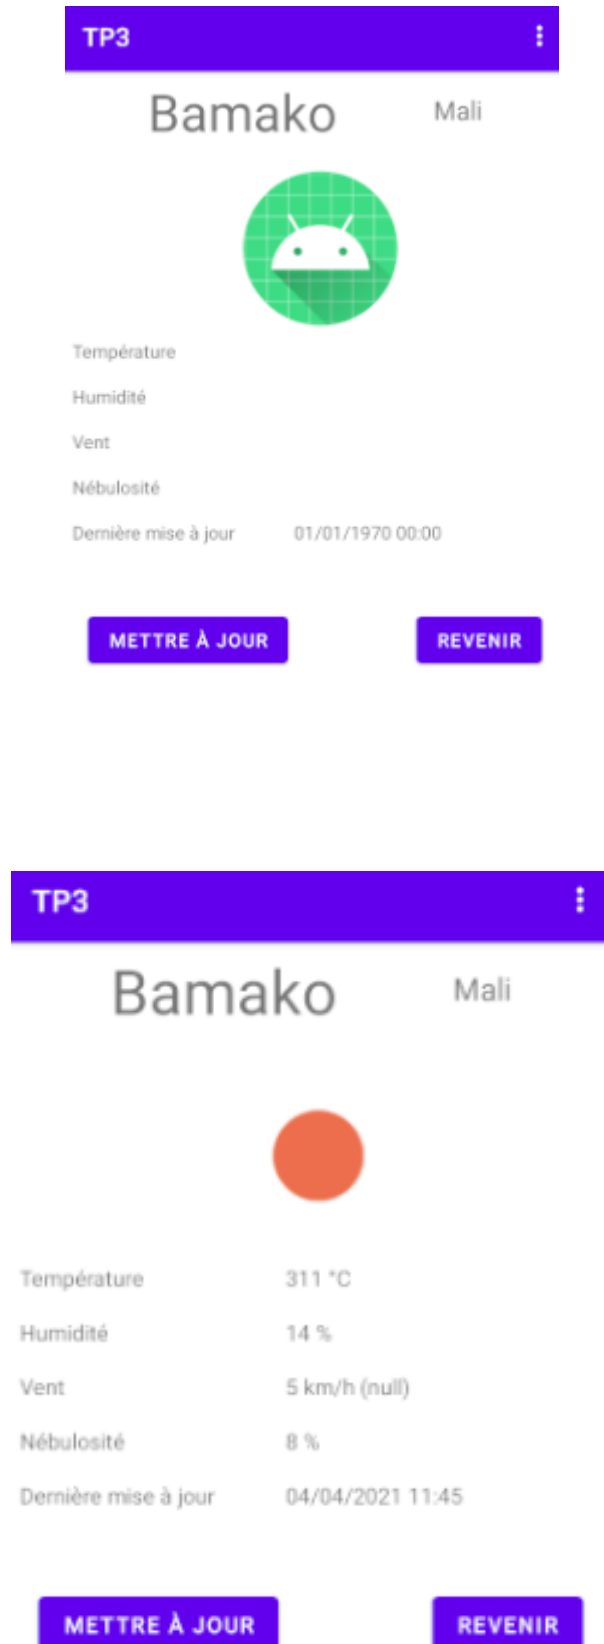 TP3
Bamako Mali
Température
Humidité
Vent
Nébulosité
Dernière mise à jour 01/01/1970 00:00
METTRE À JOUR REVENIR
TP3
Bamako Mali
Température 311 °C
Humidité 14 %
Vent 5 km/h (null)
Nébulosité 8 %
Dernière mise à jour 04/04/2021 11:45
METTRE À JOUR REVENIR